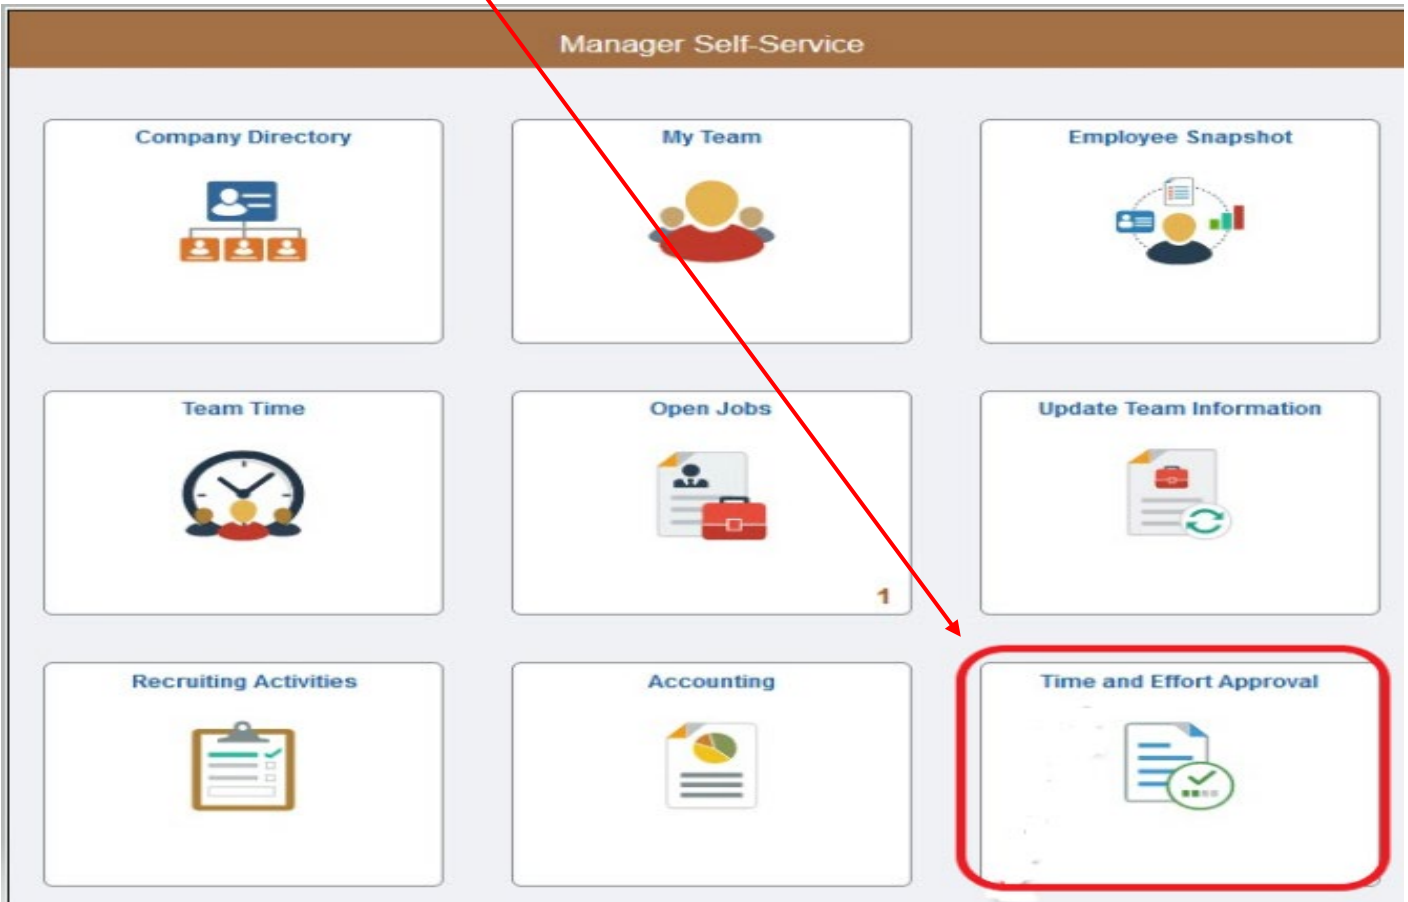 Manager Self-Service
Company Directory
My Team
Employee Snapshot
Team Time
Open Jobs
Update Team Information
1
Recruiting Activities
Accounting
Time and Effort Approval